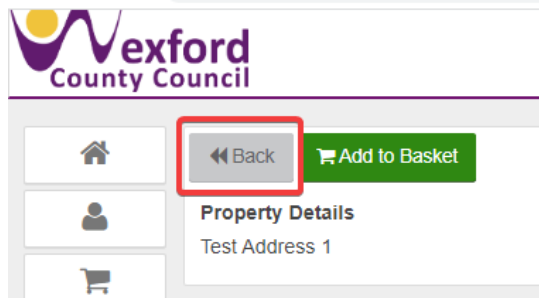 Wexford
County Council
Back
Add to Basket
Property Details
Test Address 1